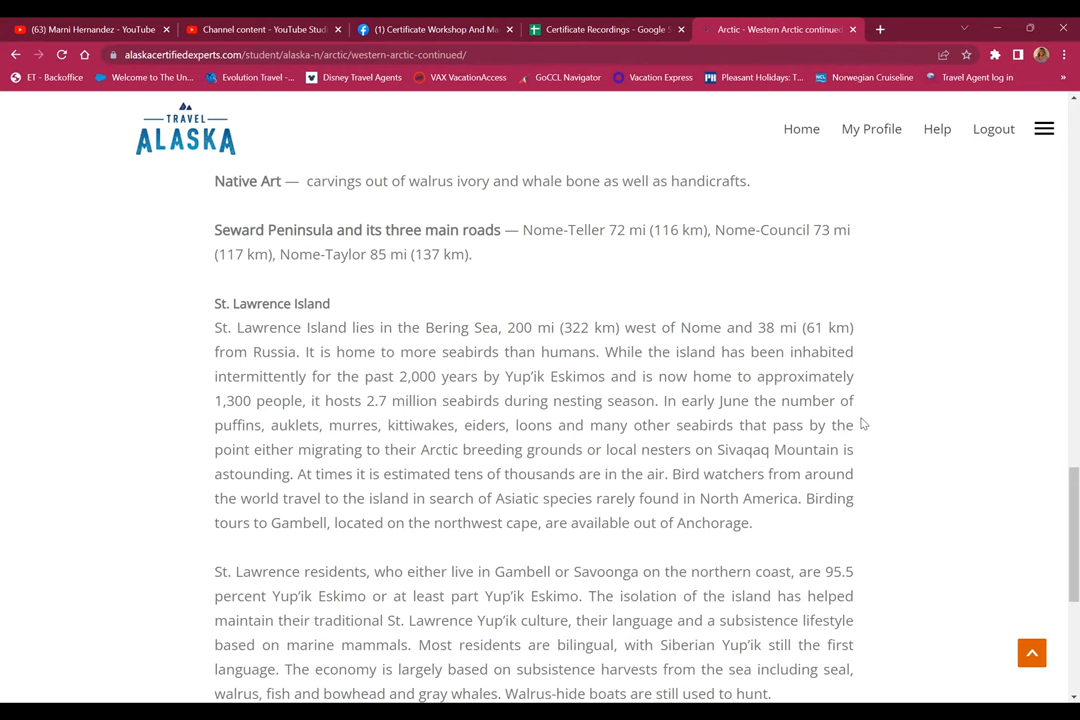 (63) Marni Hernandez - YouTube
Channel content - YouTube Studi
(1) Certificate Workshop And Ma
Certificate Recordings - Google S
Arctic - Western Arctic continued
alaskacertifiedexperts.com/student/alaska-n/arctic/western-arctic-continued/
ET - Backoffice
Welcome to The Un...
Evolution Travel -...
Disney Travel Agents
VAX VacationAccess
GoCCL Navigator
Vacation Express
Pleasant Holidays: T...
Norwegian Cruiseline
Travel Agent log in
TRAVEL
ALASKA
Home
My Profile
Help
Logout
Native Art — carvings out of walrus ivory and whale bone as well as handicrafts.
Seward Peninsula and its three main roads — Nome-Teller 72 mi (116 km), Nome-Council 73 mi
(117 km), Nome-Taylor 85 mi (137 km).
St. Lawrence Island
St. Lawrence Island lies in the Bering Sea, 200 mi (322 km) west of Nome and 38 mi (61 km)
from Russia. It is home to more seabirds than humans. While the island has been inhabited
intermittently for the past 2,000 years by Yup'ik Eskimos and is now home to approximately
1,300 people, it hosts 2.7 million seabirds during nesting season. In early June the number of
puffins, auklets, murres, kittiwakes, eiders, loons and many other seabirds that pass by the
point either migrating to their Arctic breeding grounds or local nesters on Sivaqaq Mountain is
astounding. At times it is estimated tens of thousands are in the air. Bird watchers from around
the world travel to the island in search of Asiatic species rarely found in North America. Birding
tours to Gambell, located on the northwest cape, are available out of Anchorage.
St. Lawrence residents, who either live in Gambell or Savoonga on the northern coast, are 95.5
percent Yup'ik Eskimo or at least part Yup'ik Eskimo. The isolation of the island has helped
maintain their traditional St. Lawrence Yup'ik culture, their language and a subsistence lifestyle
based on marine mammals. Most residents are bilingual, with Siberian Yup'ik still the first
language. The economy is largely based on subsistence harvests from the sea including seal,
walrus, fish and bowhead and gray whales. Walrus-hide boats are still used to hunt.